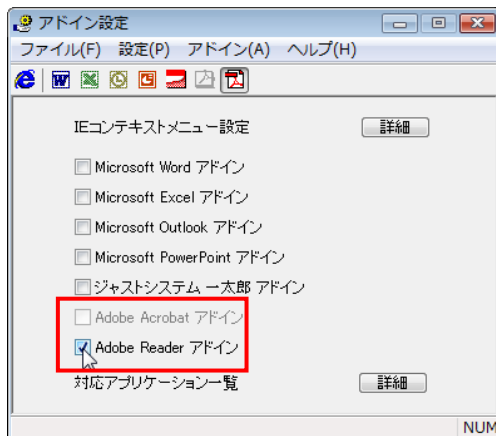 アドイン設定
ファイル(F) 設定(P) アドイン(A) ヘルプ(H)
IEコンテキストメニュー設定 詳細
Microsoft Word アドイン
Microsoft Excel アドイン
Microsoft Outlook アドイン
Microsoft PowerPoint アドイン
ジャストシステム 一太郎 アドイン
Adobe Acrobat アドイン
Adobe Reader アドイン
対応アプリケーション一覧 詳細
NUM